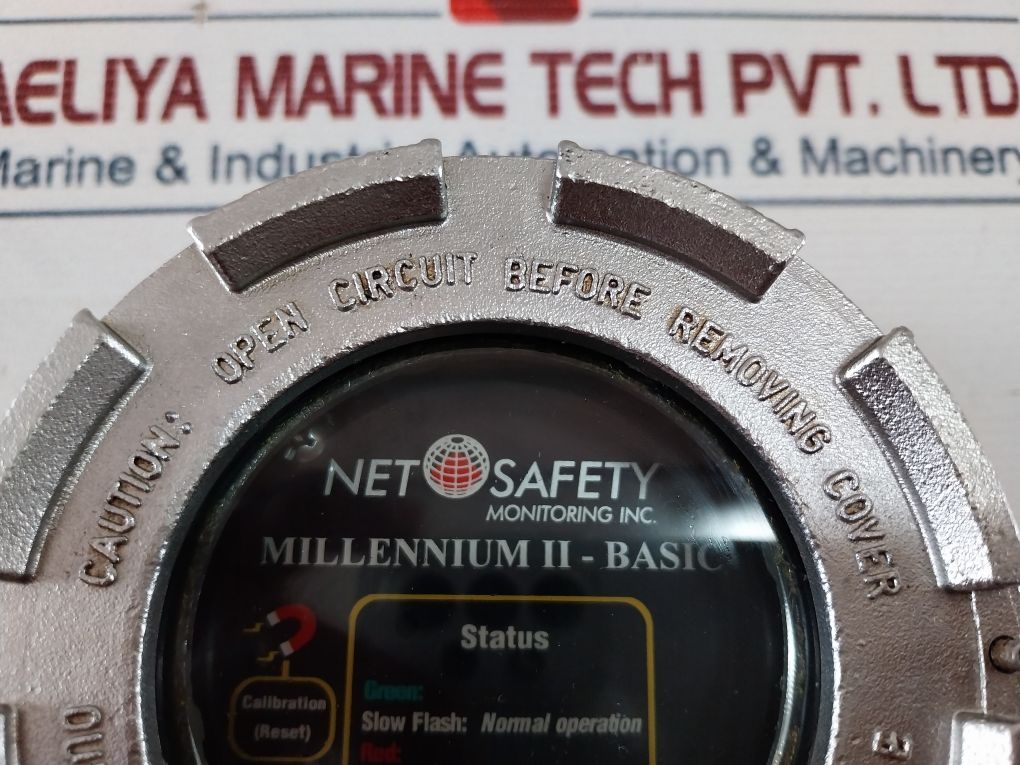 AELIYA MARINE TECH PVT. LTD
Marine & Industrial Automation & Machinery
CAUTION: OPEN CIRCUIT BEFORE REMOVING COVER
NET SAFETY
MONITORING INC.
MILLENNIUM II - BASIC
Status
Green:
Slow Flash: Normal operation
Red:
Calibration
(Reset)